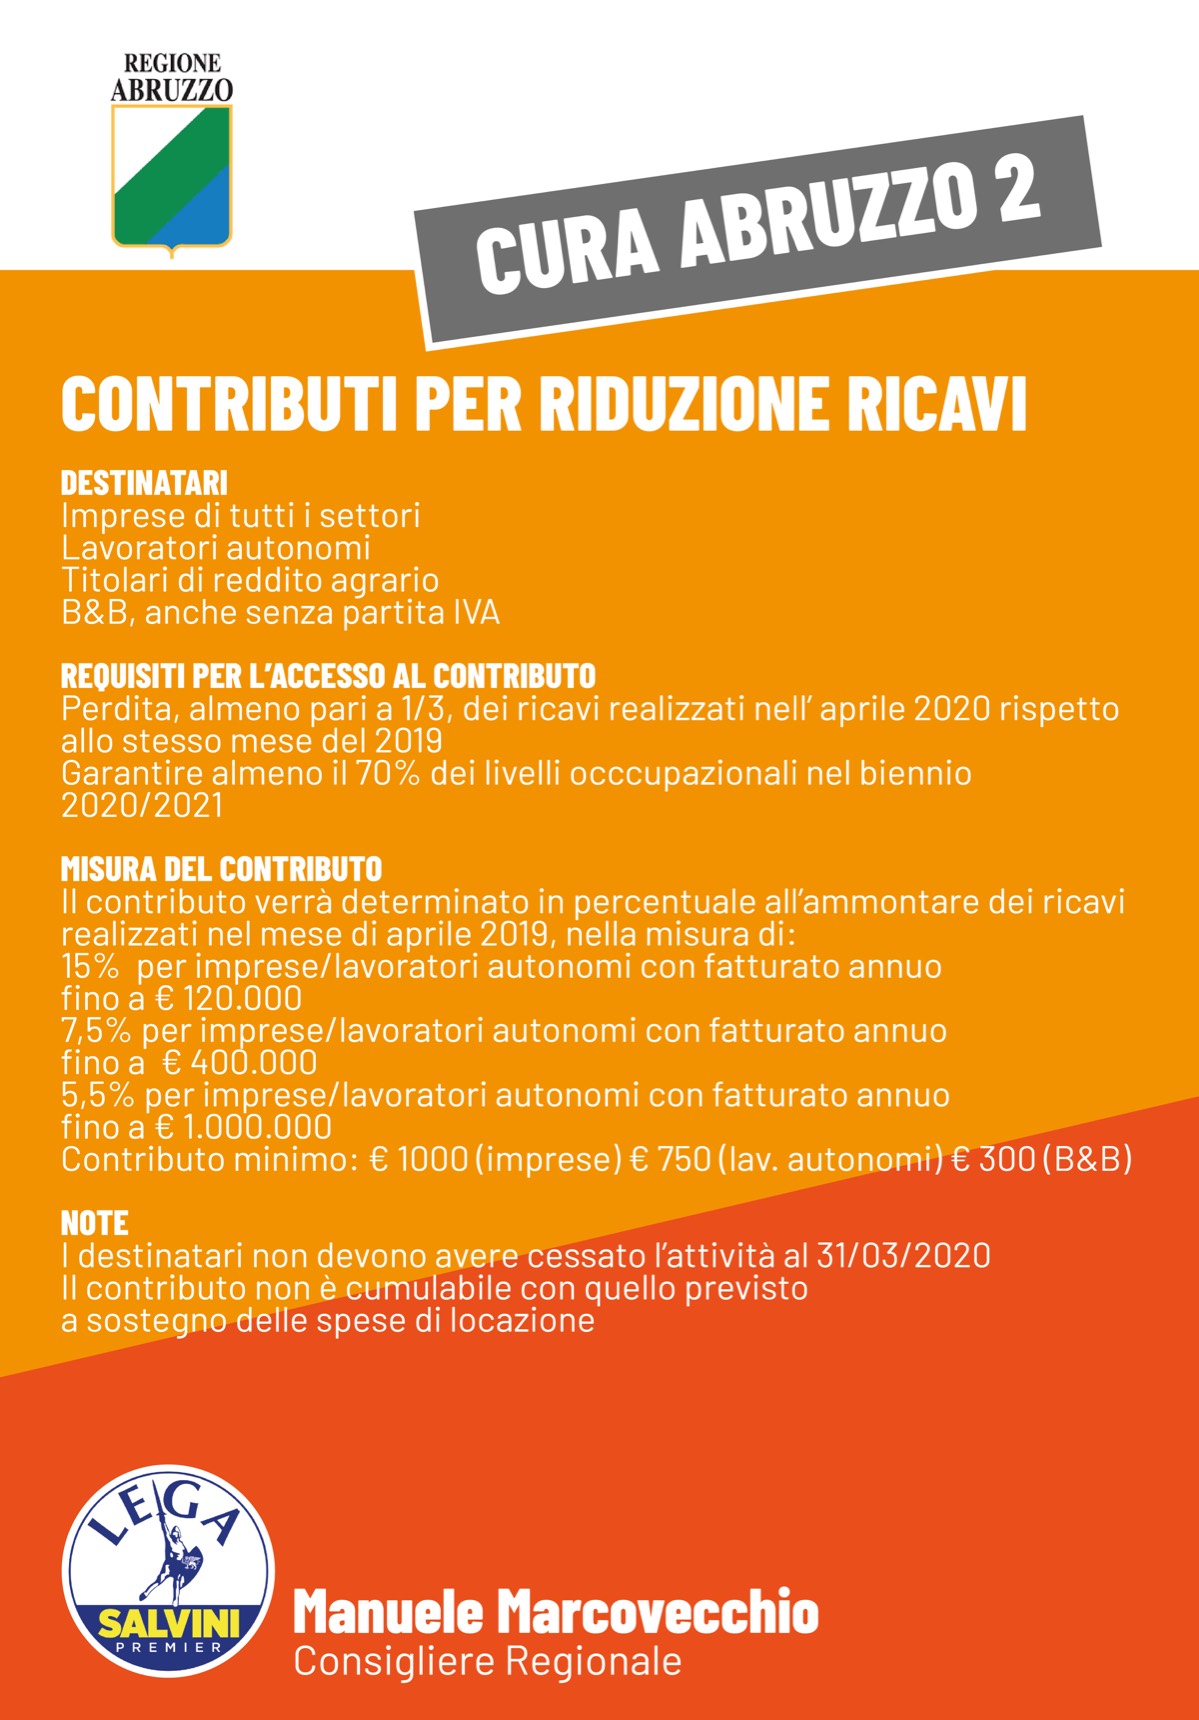 REGIONE
ABRUZZO
CURA ABRUZZO 2
CONTRIBUTI PER RIDUZIONE RICAVI
DESTINATARI
Imprese di tutti i settori
Lavoratori autonomi
Titolari di reddito agrario
B&B, anche senza partita IVA
REQUISITI PER L'ACCESSO AL CONTRIBUTO
Perdita, almeno pari a 1/3, dei ricavi realizzati nell' aprile 2020 rispetto
allo stesso mese del 2019
Garantire almeno il 70% dei livelli occcupazionali nel biennio
2020/2021
MISURA DEL CONTRIBUTO
Il contributo verrà determinato in percentuale all'ammontare dei ricavi
realizzati nel mese di aprile 2019, nella misura di:
15%  per imprese/lavoratori autonomi con fatturato annuo
fino a € 120.000
7,5% per imprese/lavoratori autonomi con fatturato annuo
fino a  € 400.000
5,5% per imprese/lavoratori autonomi con fatturato annuo
fino a € 1.000.000
Contributo minimo: € 1000 (imprese) € 750 (lav. autonomi) € 300 (B&B)
NOTE
I destinatari non devono avere cessato l'attività al 31/03/2020
Il contributo non è cumulabile con quello previsto
a sostegno delle spese di locazione
LEGA
SALVINI
PREMIER
Manuele Marcovecchio
Consigliere Regionale